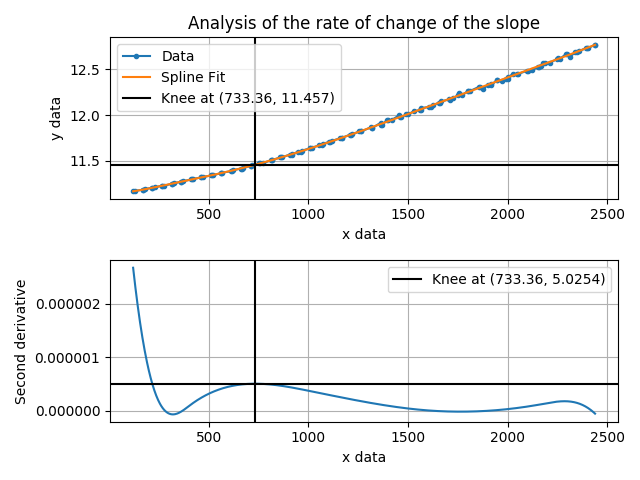 Analysis of the rate of change of the slope
Data
Spline Fit
Knee at (733.36, 11.457)
12.5
12.0
11.5
y data
500
1000
1500
2000
2500
x data
Knee at (733.36, 5.0254)
0.000002
0.000001
0.000000
Second derivative
500
1000
1500
2000
2500
x data